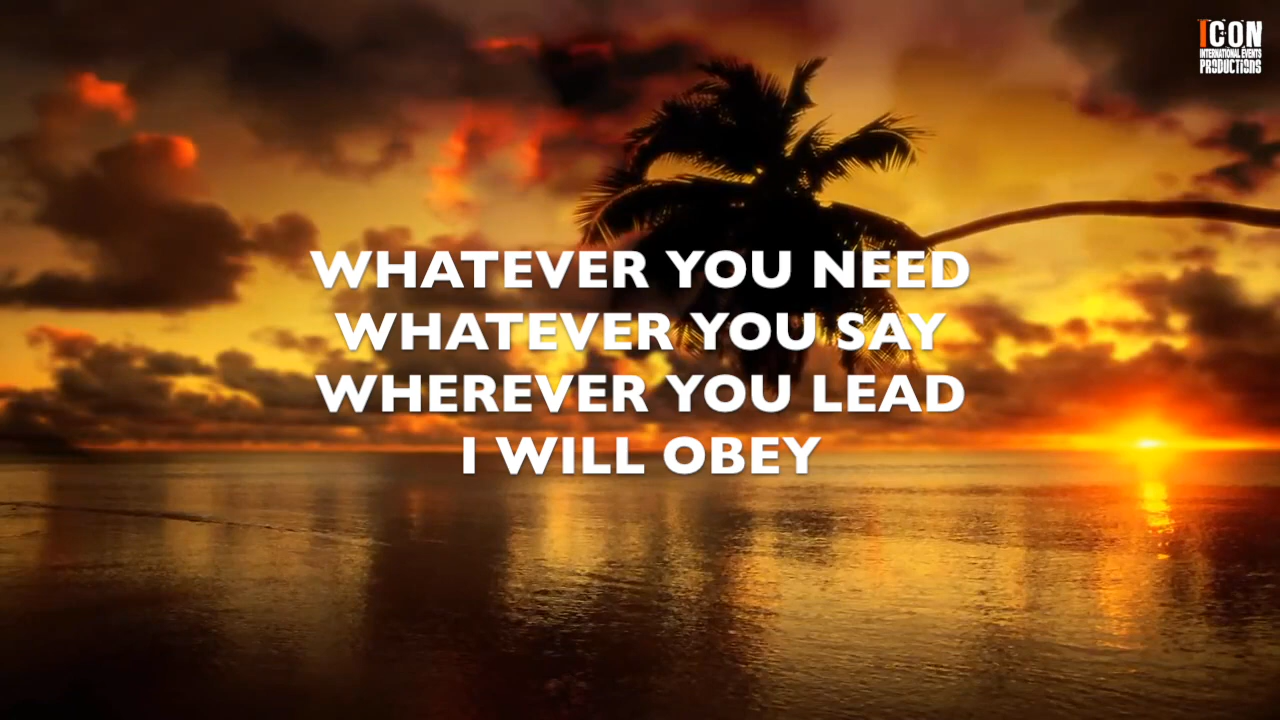 ICON
INTERNATIONAL EVENTS
PRODUCTIONS
WHATEVER YOU NEED
WHATEVER YOU SAY
WHEREVER YOU LEAD
I WILL OBEY